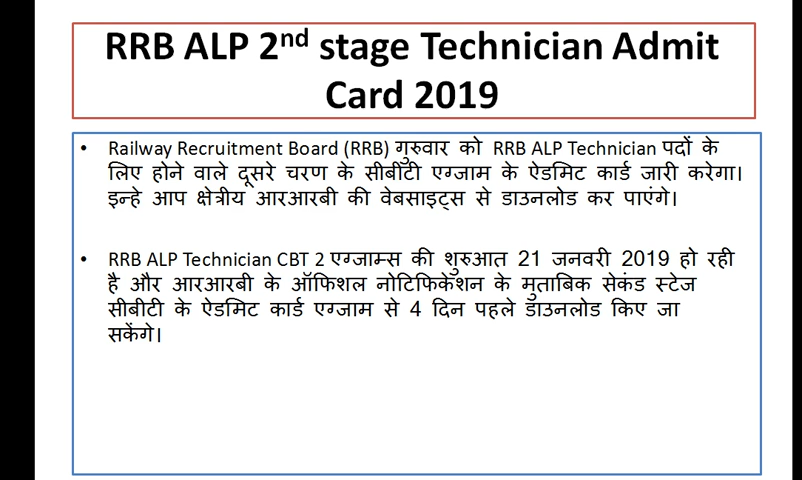 RRB ALP 2nd stage Technician Admit
Card 2019
• Railway Recruitment Board (RRB) गुरुवार को RRB ALP Technician पदों के
लिए होने वाले दूसरे चरण के सीबीटी एग्जाम के ऐडमिट कार्ड जारी करेगा।
इन्हे आप क्षेत्रीय आरआरबी की वेबसाइट्स से डाउनलोड कर पाएंगे।
• RRB ALP Technician CBT 2 एग्जाम्स की शुरुआत 21 जनवरी 2019 हो रही
है और आरआरबी के ऑफिशल नोटिफिकेशन के मुताबिक सेकंड स्टेज
सीबीटी के ऐडमिट कार्ड एग्जाम से 4 दिन पहले डाउनलोड किए जा
सकेंगे।